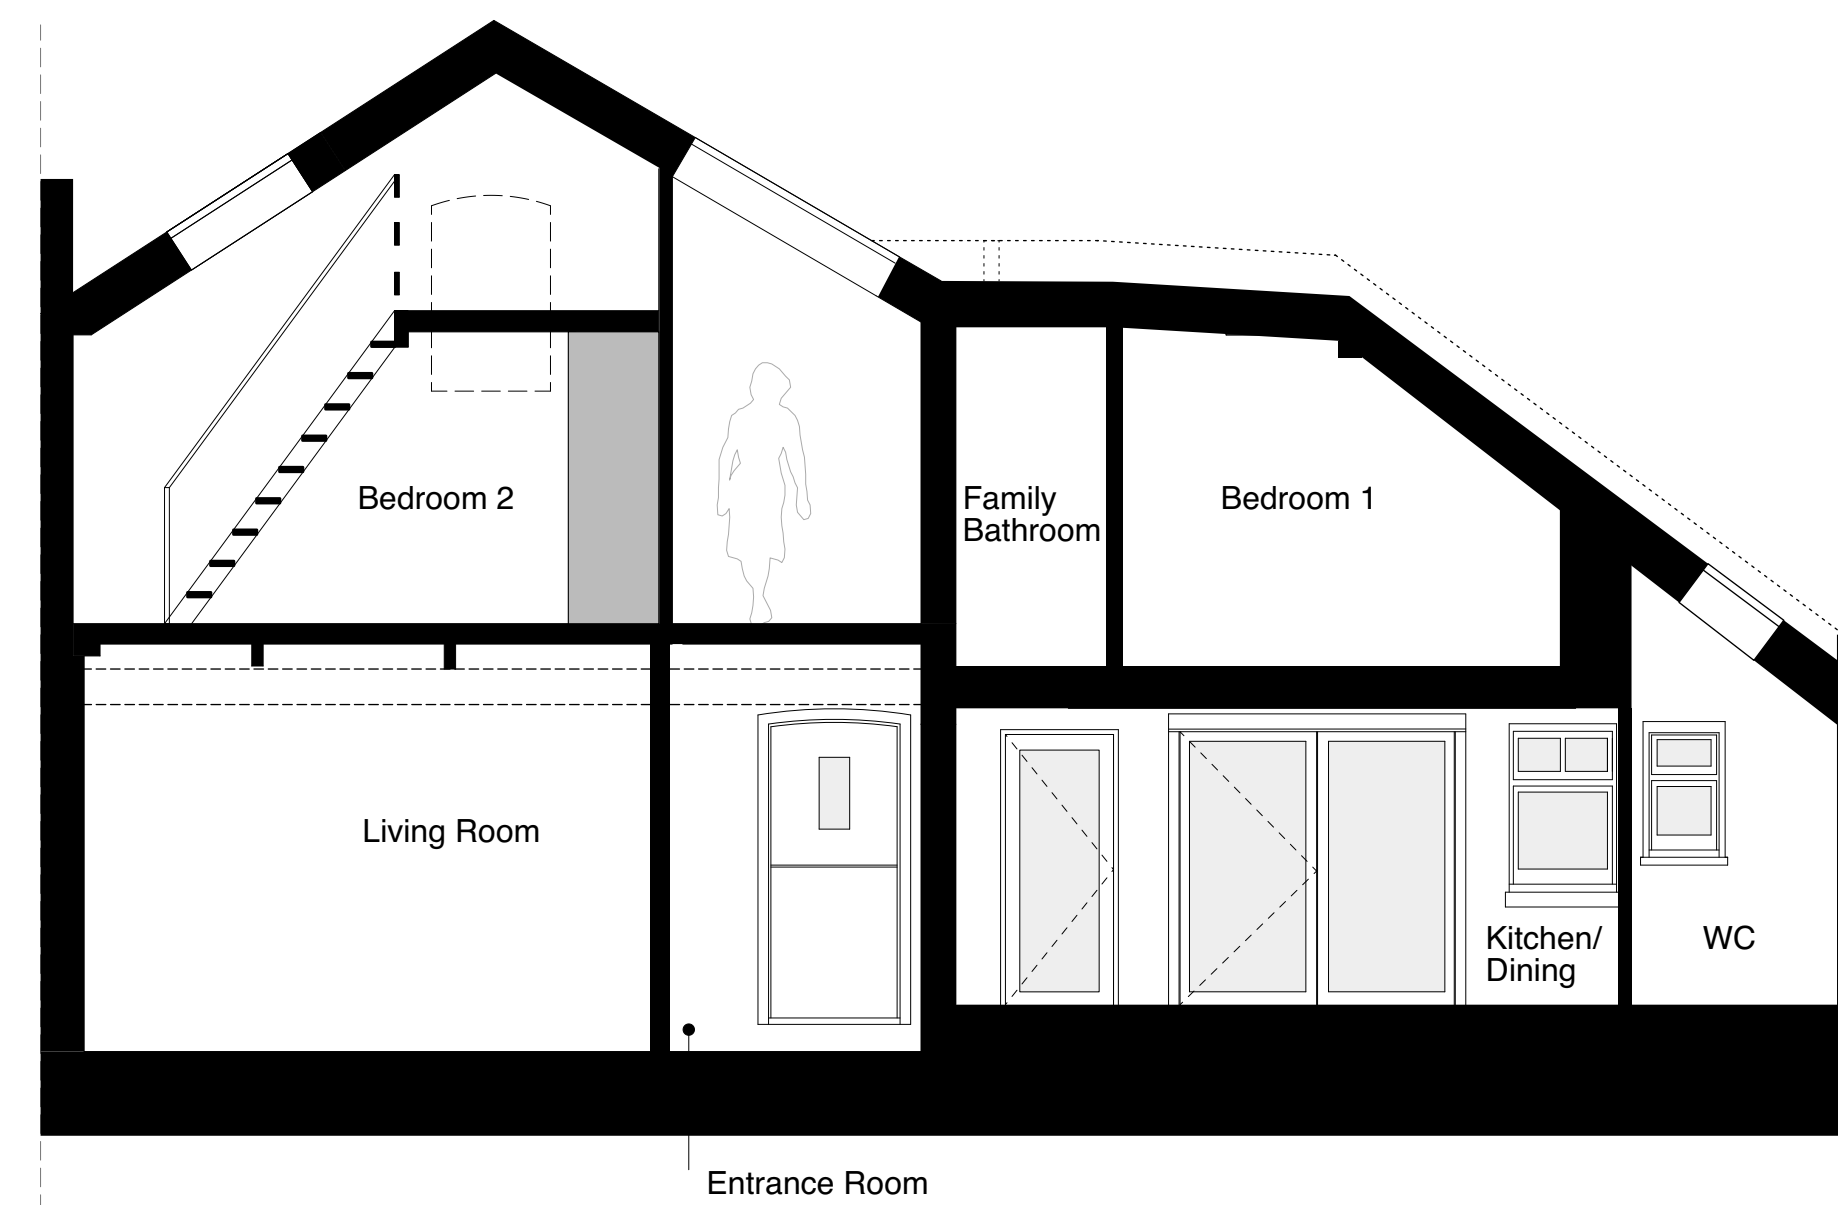 Bedroom 2
Family
Bathroom
Bedroom 1
Living Room
Kitchen/
Dining
WC
Entrance Room